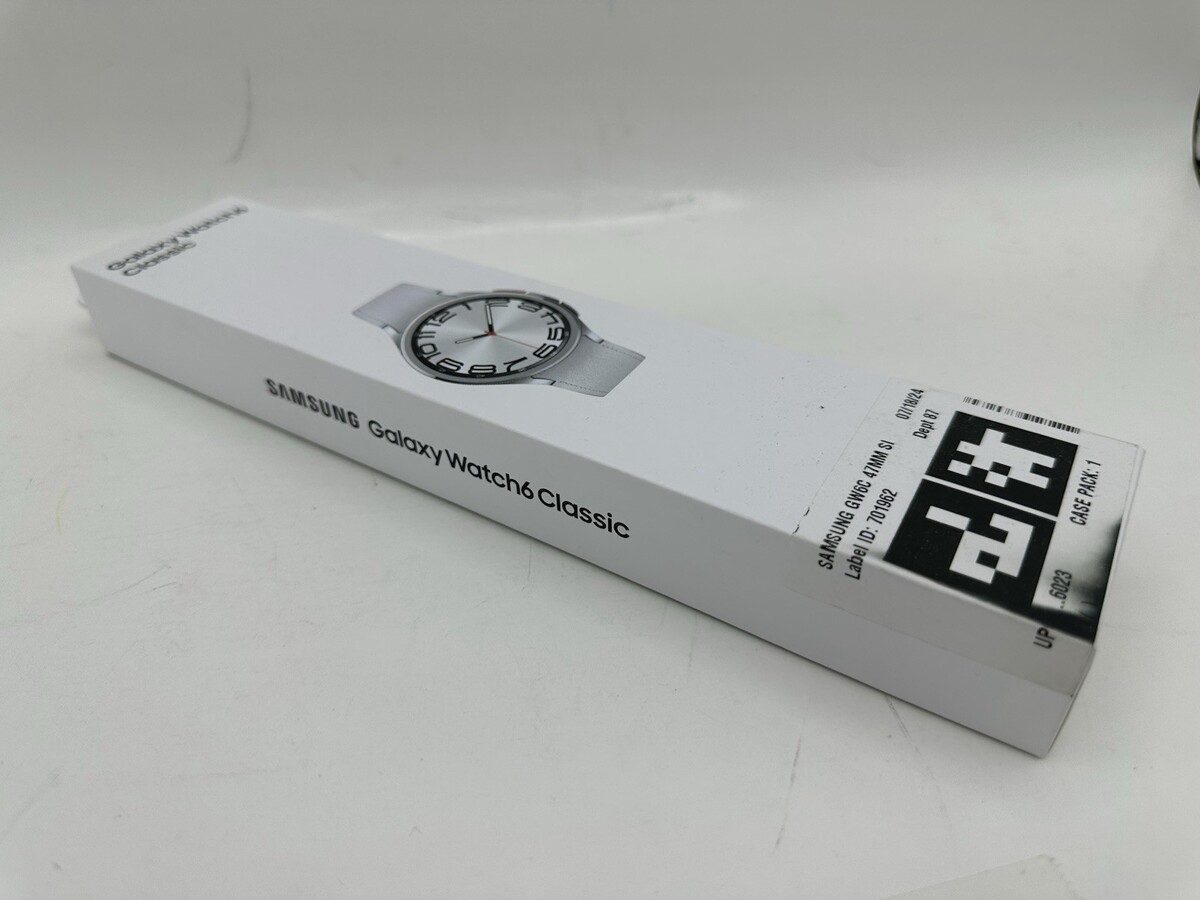 Galaxy Watch6
Classic
SAMSUNG Galaxy Watch6 Classic
SAMSUNG GW6C 47MM SI
07/18/24
Label ID: 701962
Dept 87
CASE PACK: 1
UP
...6023